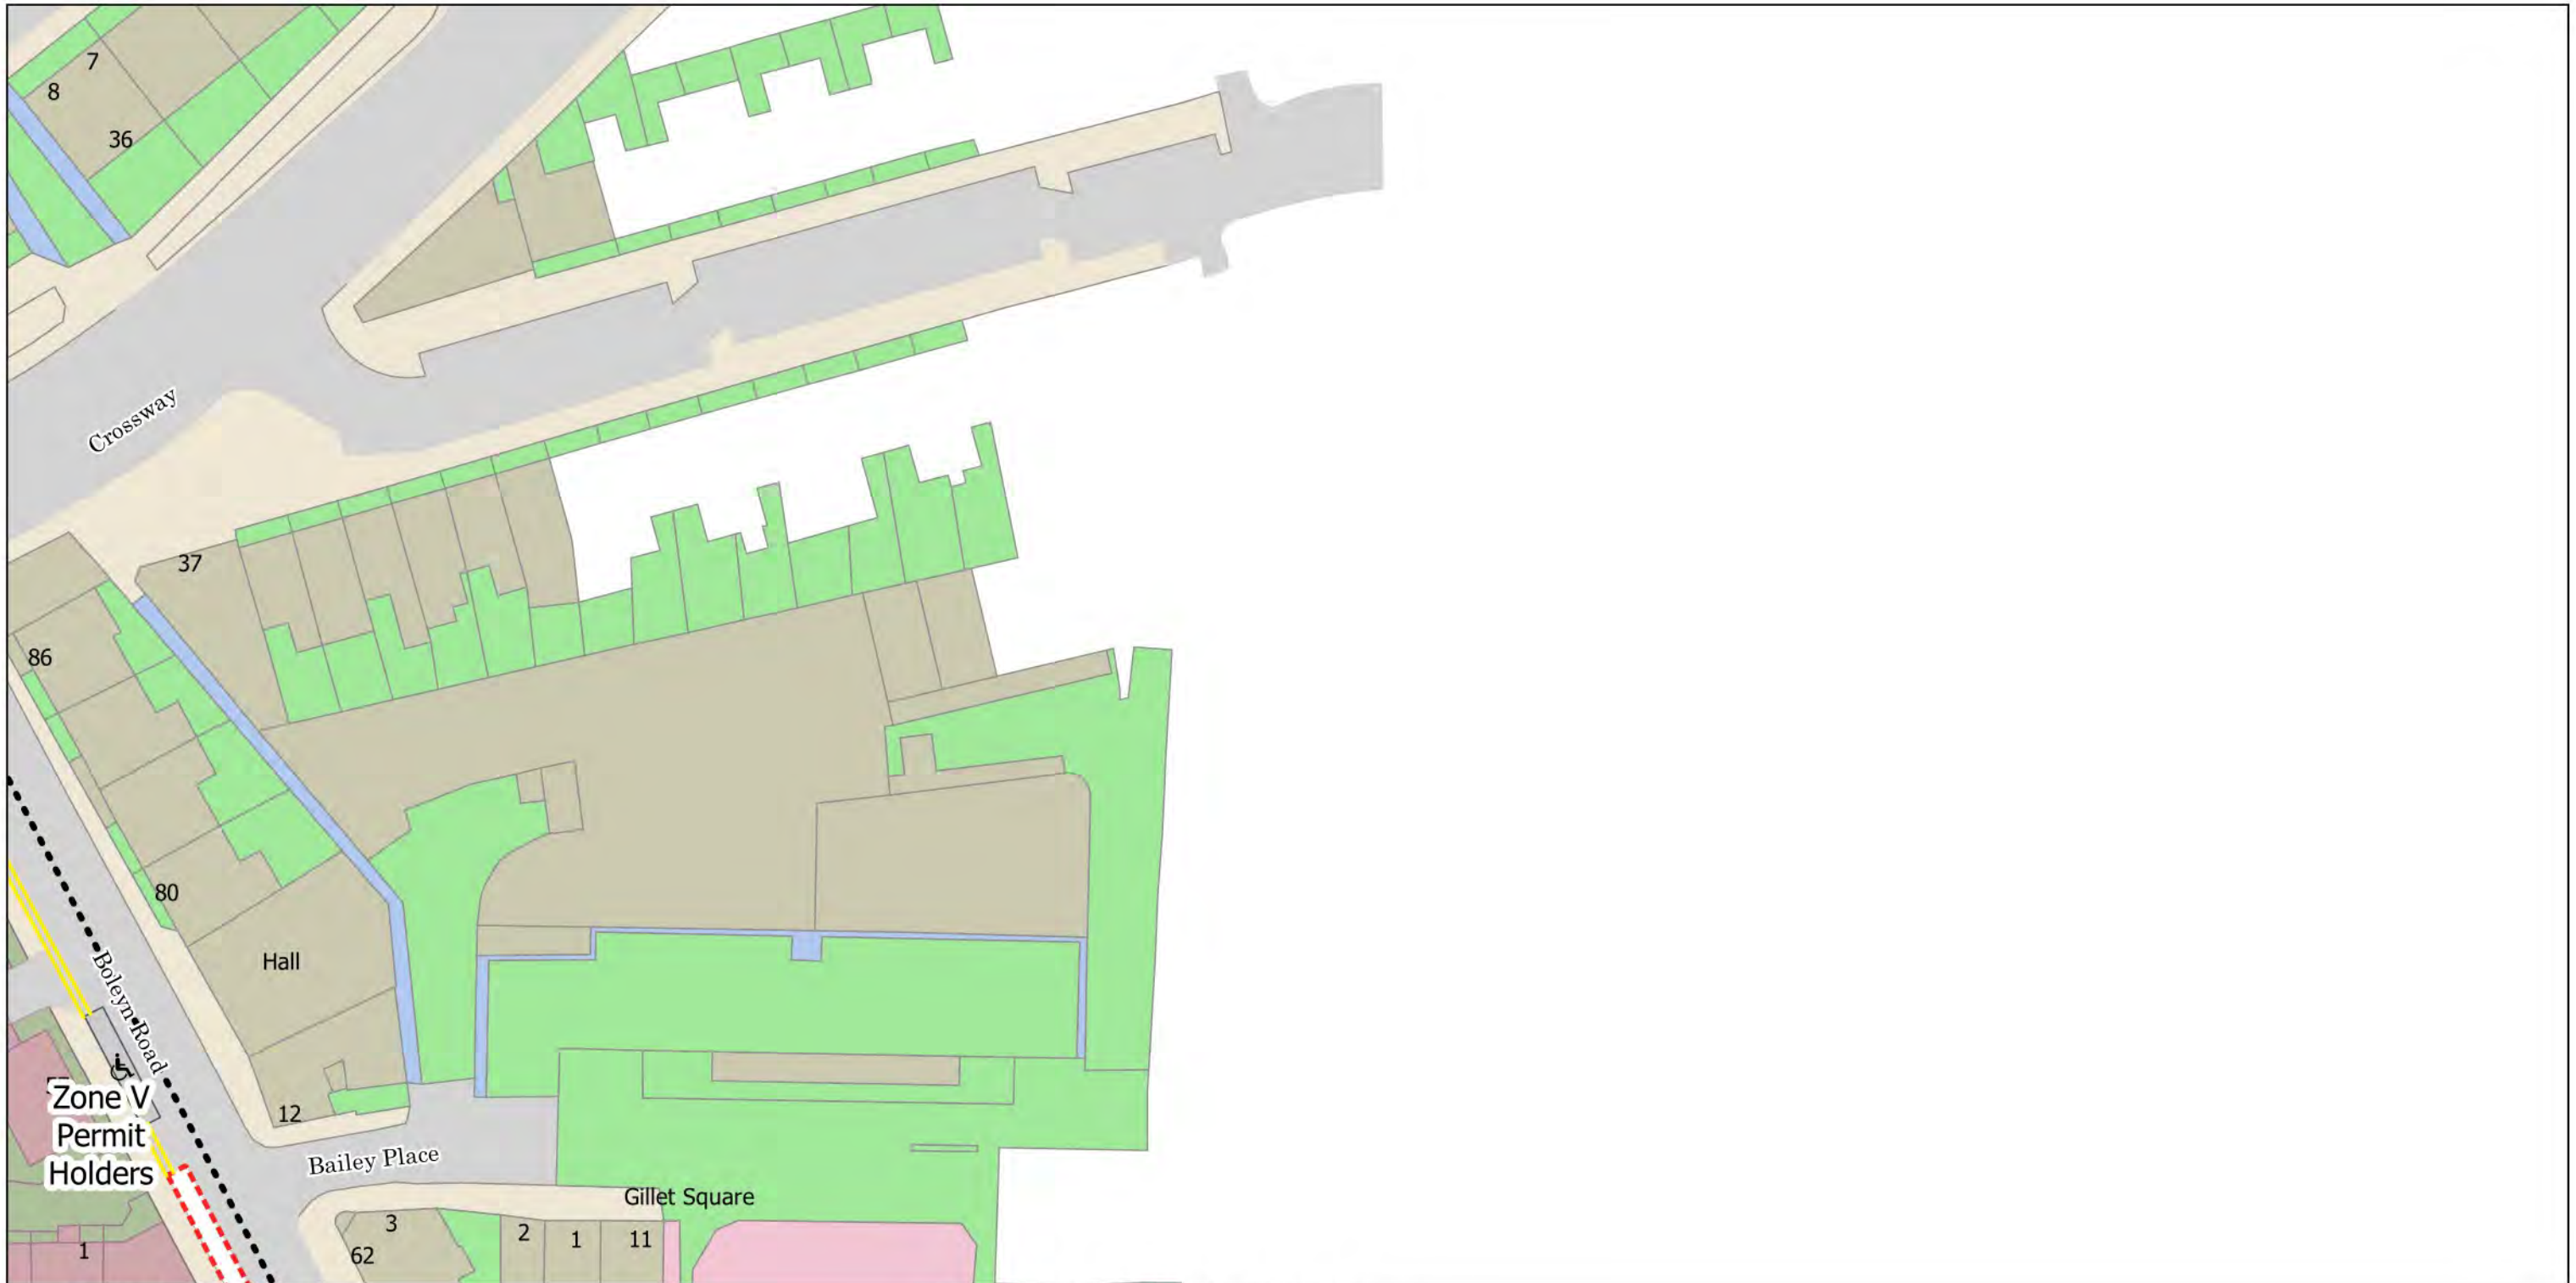 7
8
36
Crossway
37
86
80
Hall
Boleyn Road
Zone V
Permit
Holders
12
Bailey Place
Gillet Square
3
2
1
11
62
1